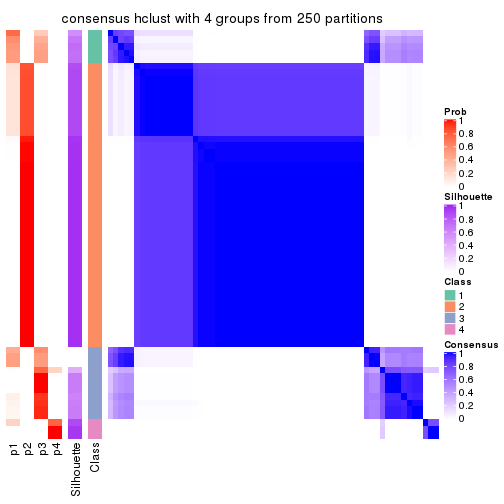 consensus hclust with 4 groups from 250 partitions
Prob
1
0.8
0.6
0.4
0.2
0
Silhouette
1
0.8
0.6
0.4
0.2
0
Class
1
2
3
4
Consensus
1
0.8
0.6
0.4
0.2
0
p1
p2
p3
p4
Silhouette
Class